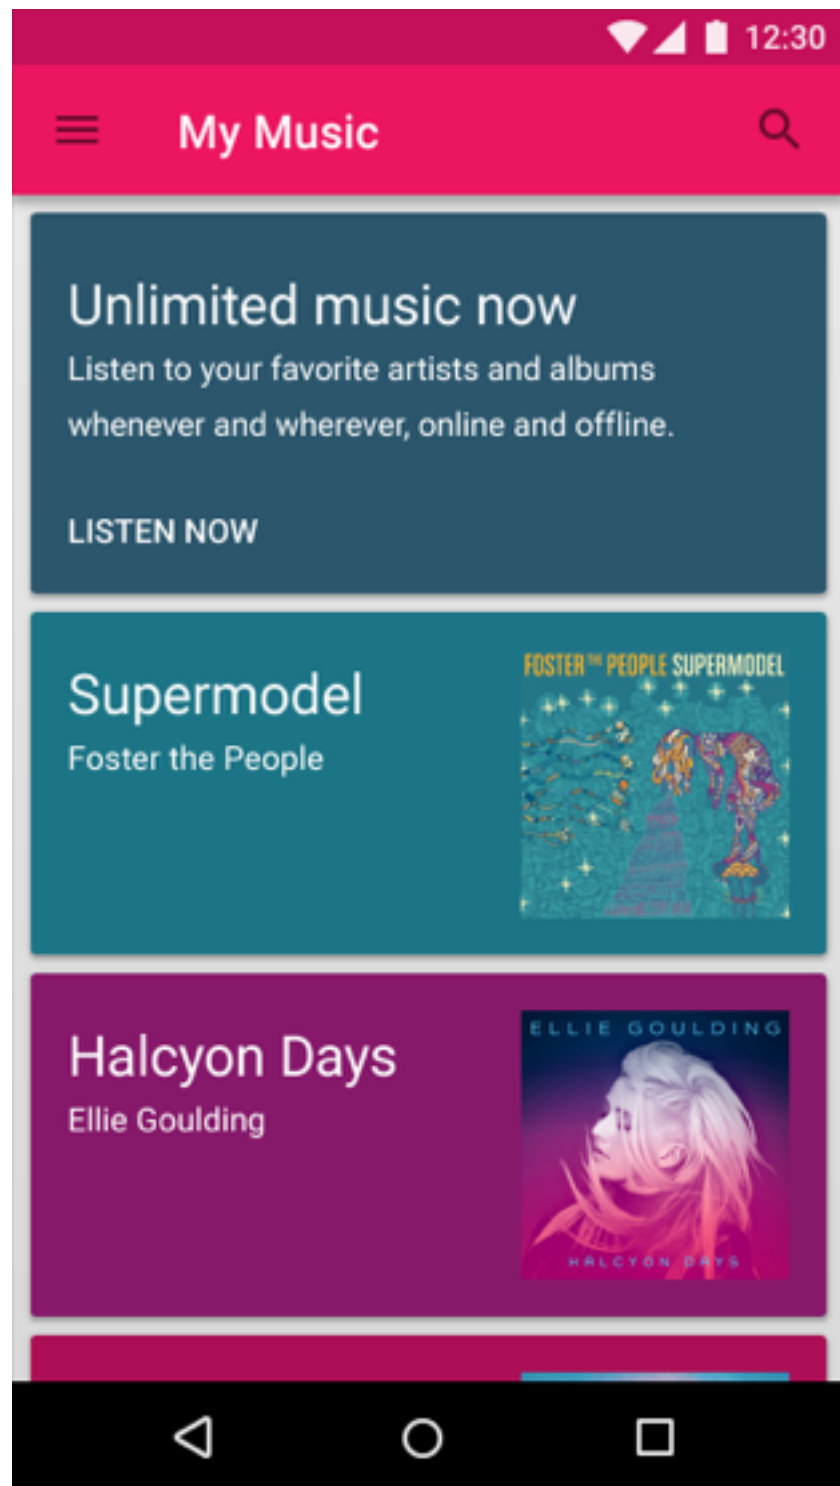 12:30
My Music
Unlimited music now
Listen to your favorite artists and albums
whenever and wherever, online and offline.
LISTEN NOW
Supermodel
Foster the People
FOSTER THE PEOPLE SUPERMODEL
Halcyon Days
Ellie Goulding
ELLIE GOULDING
HALCYON DAYS